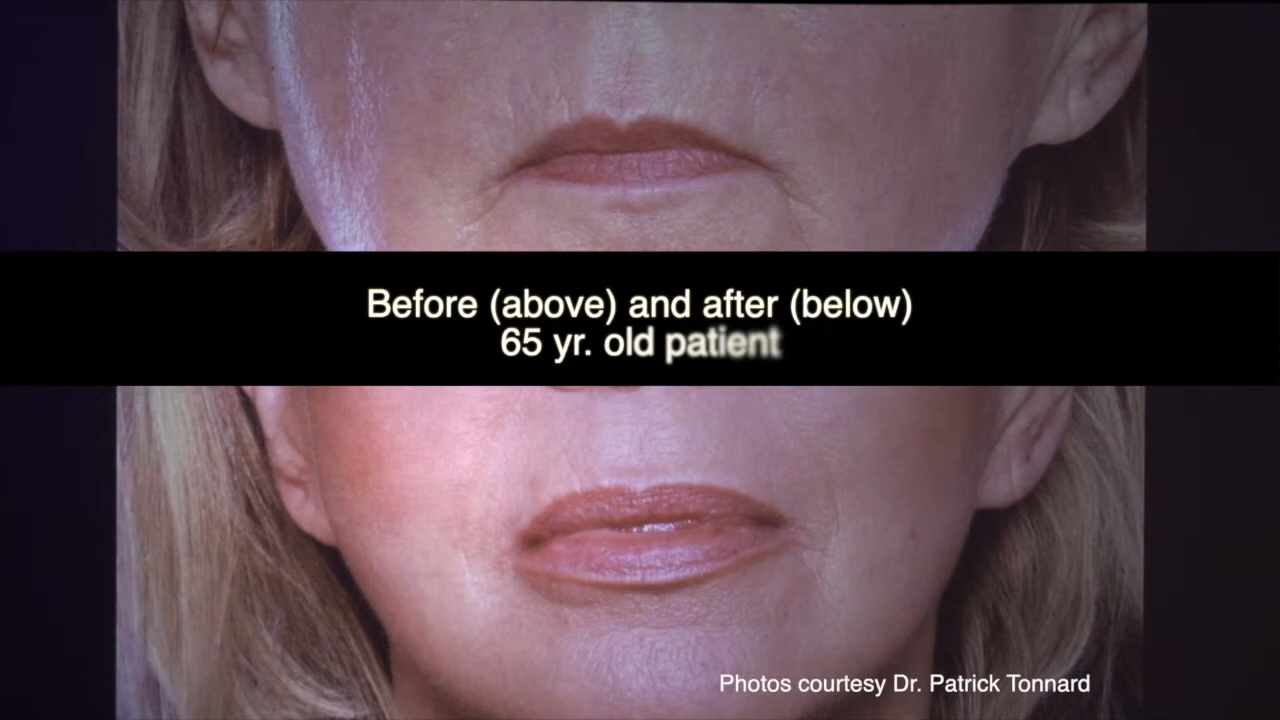 Before (above) and after (below)
65 yr. old patient
Photos courtesy Dr. Patrick Tonnard